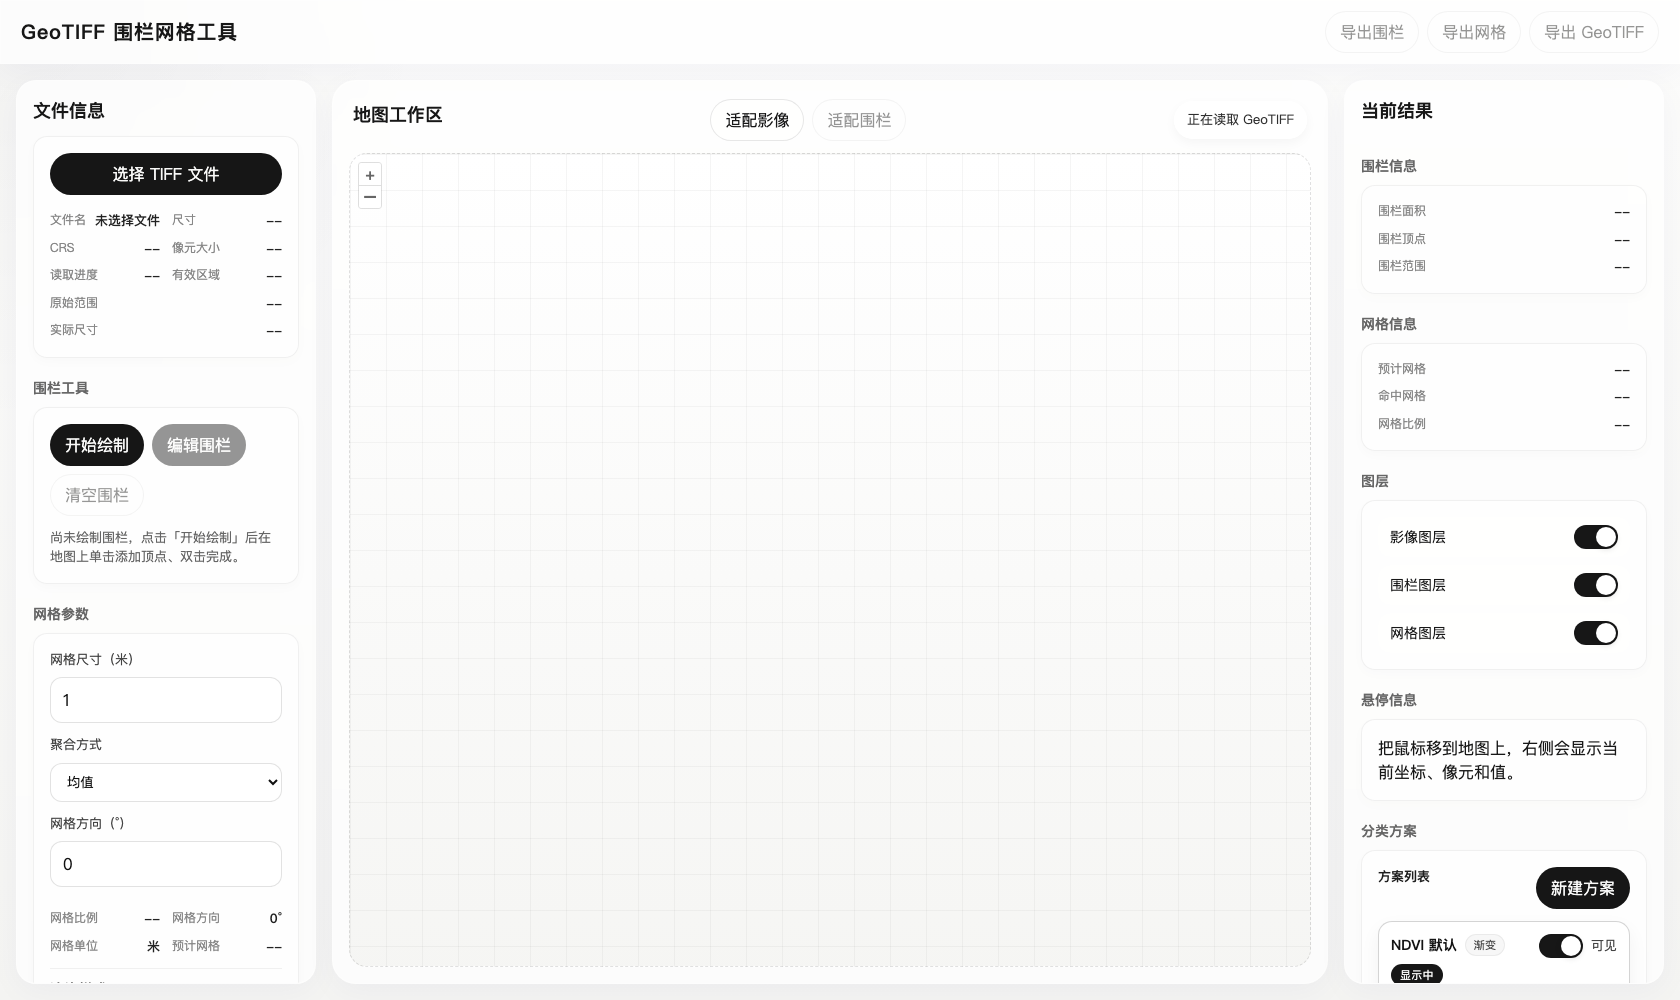 GeoTIFF 围栏网格工具
导出围栏
导出网格
导出 GeoTIFF
文件信息
选择 TIFF 文件
文件名 未选择文件 尺寸 --
CRS -- 像元大小 --
读取进度 -- 有效区域 --
原始范围 --
实际尺寸 --
围栏工具
开始绘制
编辑围栏
清空围栏
尚未绘制围栏，点击「开始绘制」后在
地图上单击添加顶点、双击完成。
网格参数
网格尺寸（米）
1
聚合方式
均值
网格方向（°）
0
网格比例 -- 网格方向 0°
网格单位 米 预计网格 --
地图工作区
适配影像
适配围栏
正在读取 GeoTIFF
+
−
当前结果
围栏信息
围栏面积 --
围栏顶点 --
围栏范围 --
网格信息
预计网格 --
命中网格 --
网格比例 --
图层
影像图层
围栏图层
网格图层
悬停信息
把鼠标移到地图上，右侧会显示当
前坐标、像元和值。
分类方案
方案列表
新建方案
NDVI 默认 渐变 可见
显示中